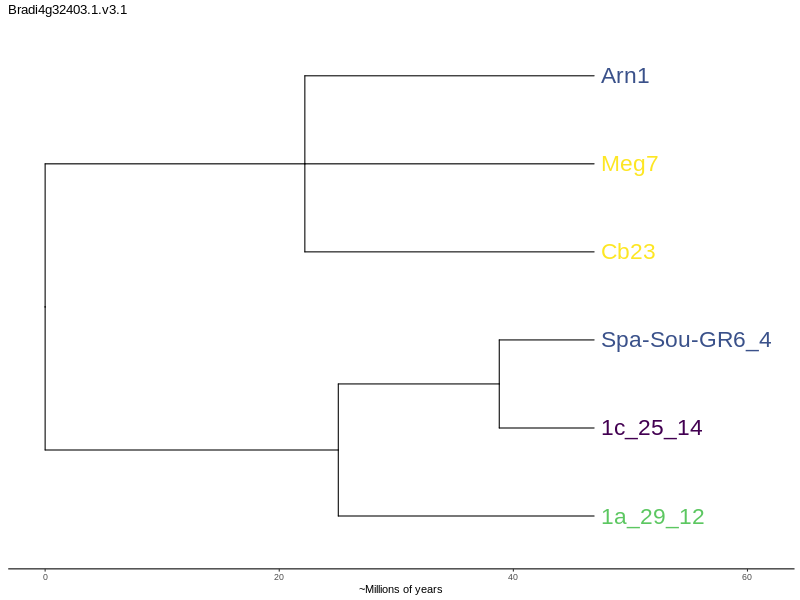 Bradi4g32403.1.v3.1
Arn1
Meg7
Cb23
Spa-Sou-GR6_4
1c_25_14
1a_29_12
0 20 40 60
~Millions of years